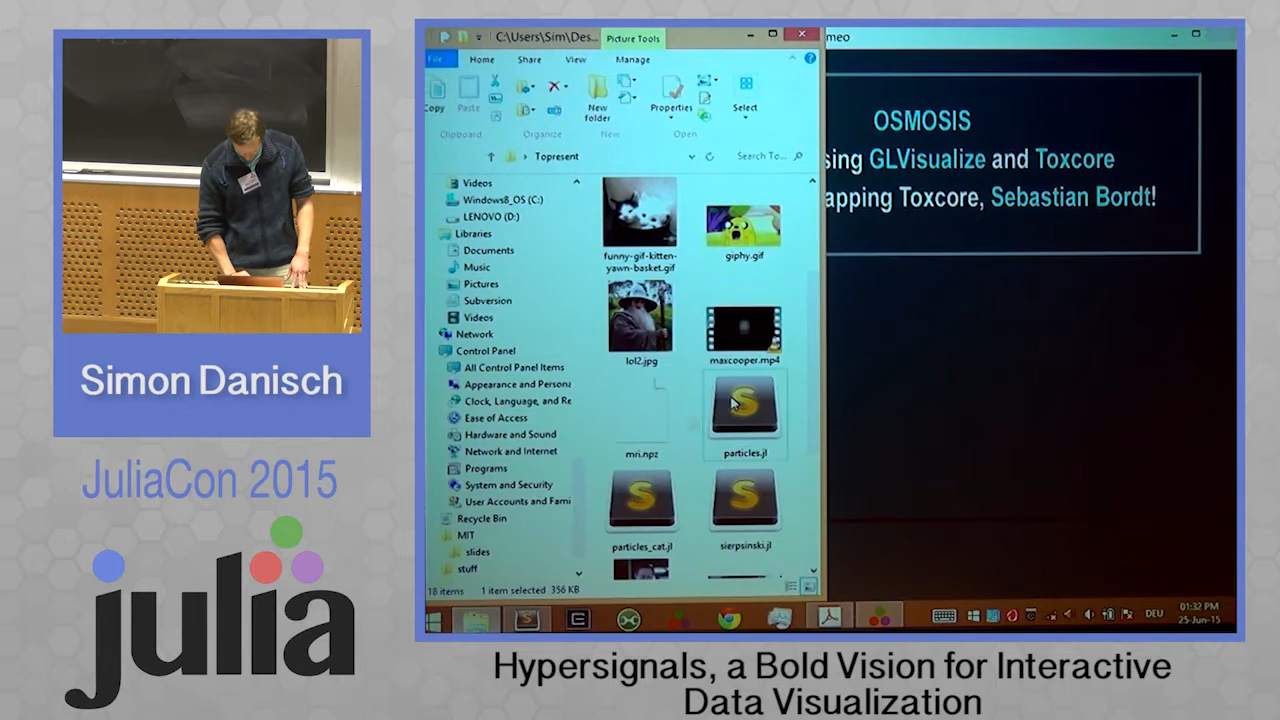 Simon Danisch
JuliaCon 2015
julia
C:\Users\Sim\Des...
Picture Tools
File
Home
Share
View
Manage
Copy
Paste
New
folder
Properties
Select
Clipboard
Organize
New
Open
Topresent
Search To...
Videos
Windows8_OS (C:)
LENOVO (D:)
Libraries
Documents
Music
Pictures
Subversion
Videos
Network
Control Panel
All Control Panel Items
Appearance and Persona
Clock, Language, and Re
Ease of Access
Hardware and Sound
Network and Internet
Programs
System and Security
User Accounts and Fami
Recycle Bin
MIT
slides
stuff
funny-gif-kitten-
yawn-basket.gif
giphy.gif
lol2.jpg
maxcooper.mp4
mri.npz
particles.jl
particles_cat.jl
sierpsinski.jl
18 items
1 item selected 356 KB
meo
OSMOSIS
sing GLVisualize and Toxcore
apping Toxcore, Sebastian Bordt!
DEU
01:32 PM
25-Jun-15
Hypersignals, a Bold Vision for Interactive
Data Visualization